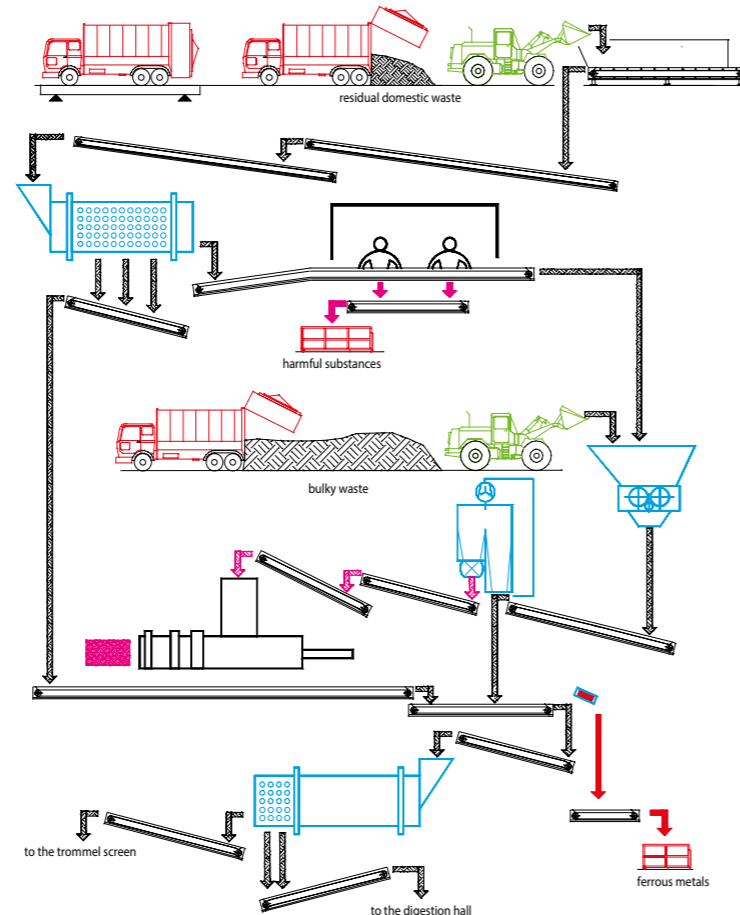 residual domestic waste
harmful substances
bulky waste
to the trommel screen
ferrous metals
to the digestion hall